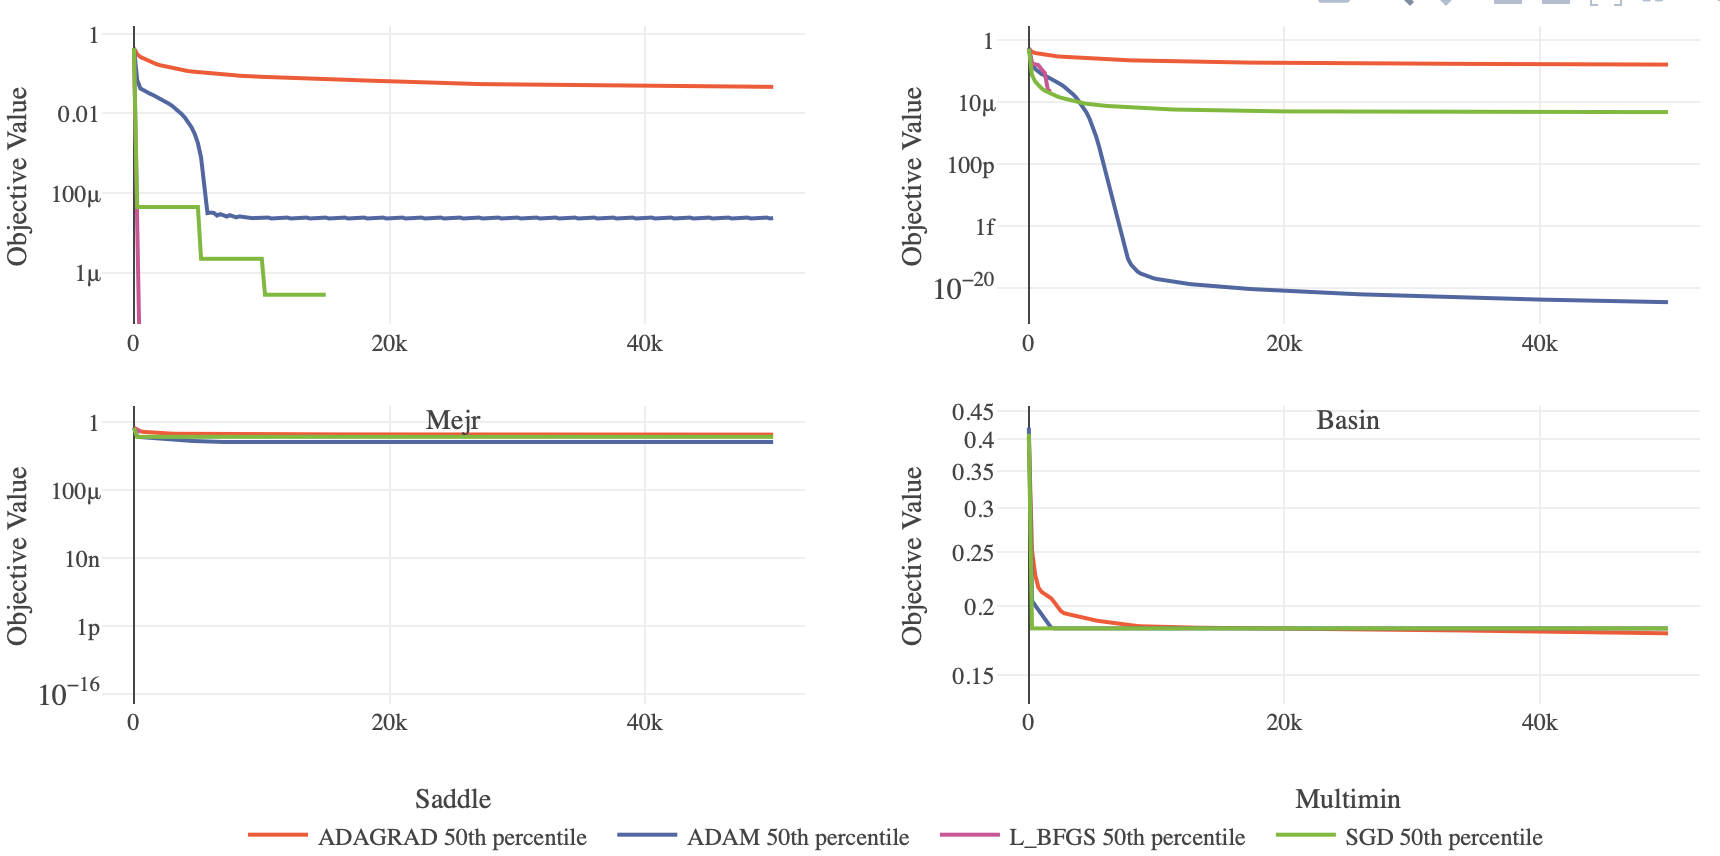 Objective Value
1
0.01
100μ
1μ
0
20k
40k
Mejr
Objective Value
1
10μ
100p
1f
10⁻²⁰
0
20k
40k
Basin
Objective Value
1
100μ
10n
1p
10⁻¹⁶
0
20k
40k
Saddle
Objective Value
0.45
0.4
0.35
0.3
0.25
0.2
0.15
0
20k
40k
Multimin
ADAGRAD 50th percentile
ADAM 50th percentile
L_BFGS 50th percentile
SGD 50th percentile